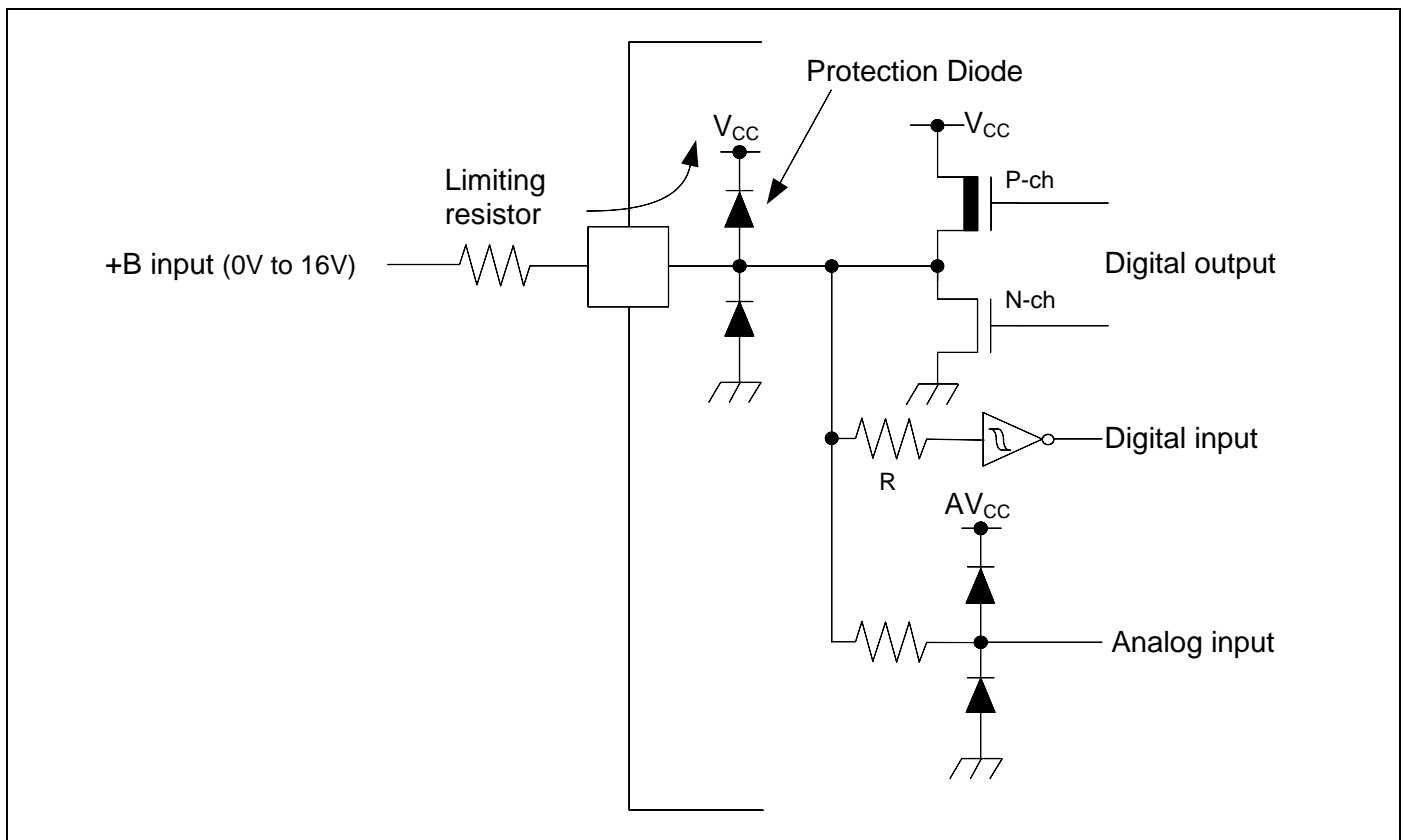 Protection Diode
VCC
VCC
Limiting
resistor
P-ch
+B input (0V to 16V)
Digital output
N-ch
Digital input
R
AVCC
Analog input